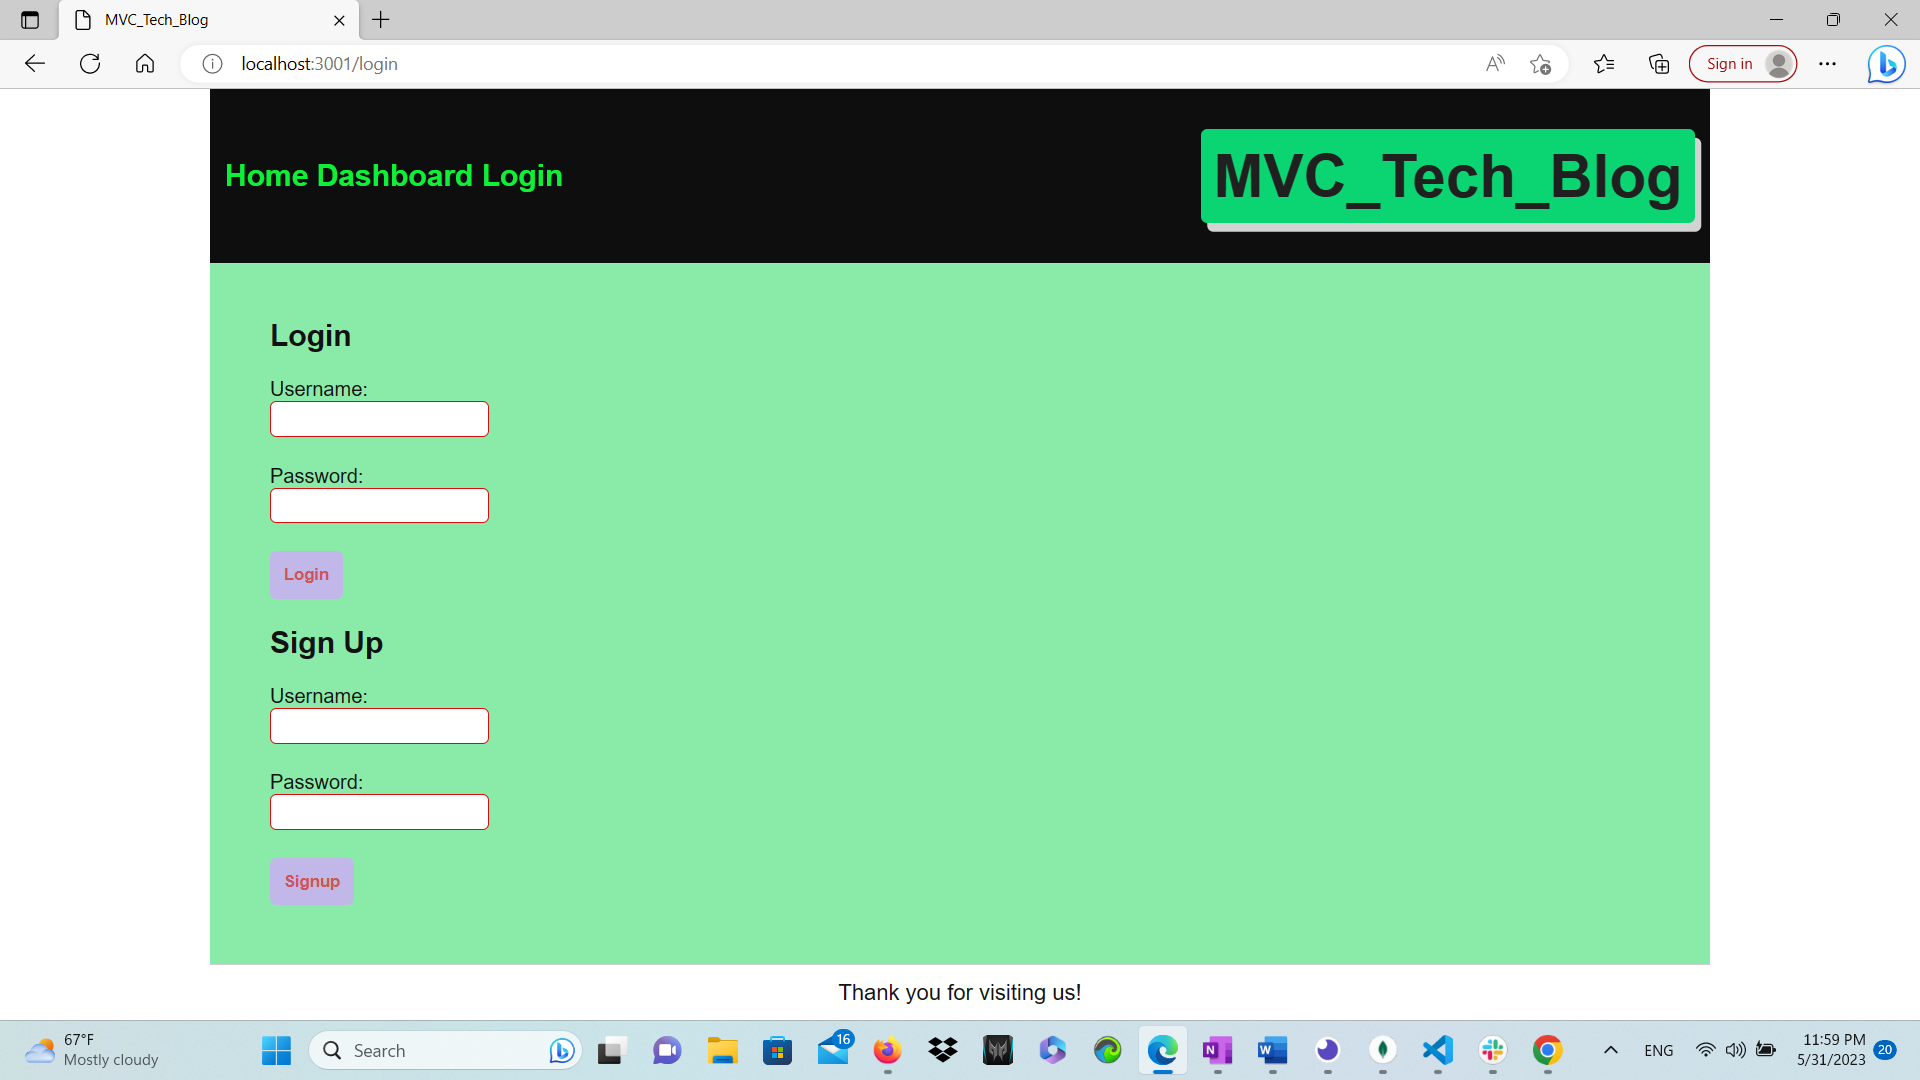 MVC_Tech_Blog
localhost:3001/login
Sign in
Home Dashboard Login
MVC_Tech_Blog
Login
Username:
Password:
Login
Sign Up
Username:
Password:
Signup
Thank you for visiting us!
67°F
Mostly cloudy
Search
16
ENG
11:59 PM
5/31/2023
20